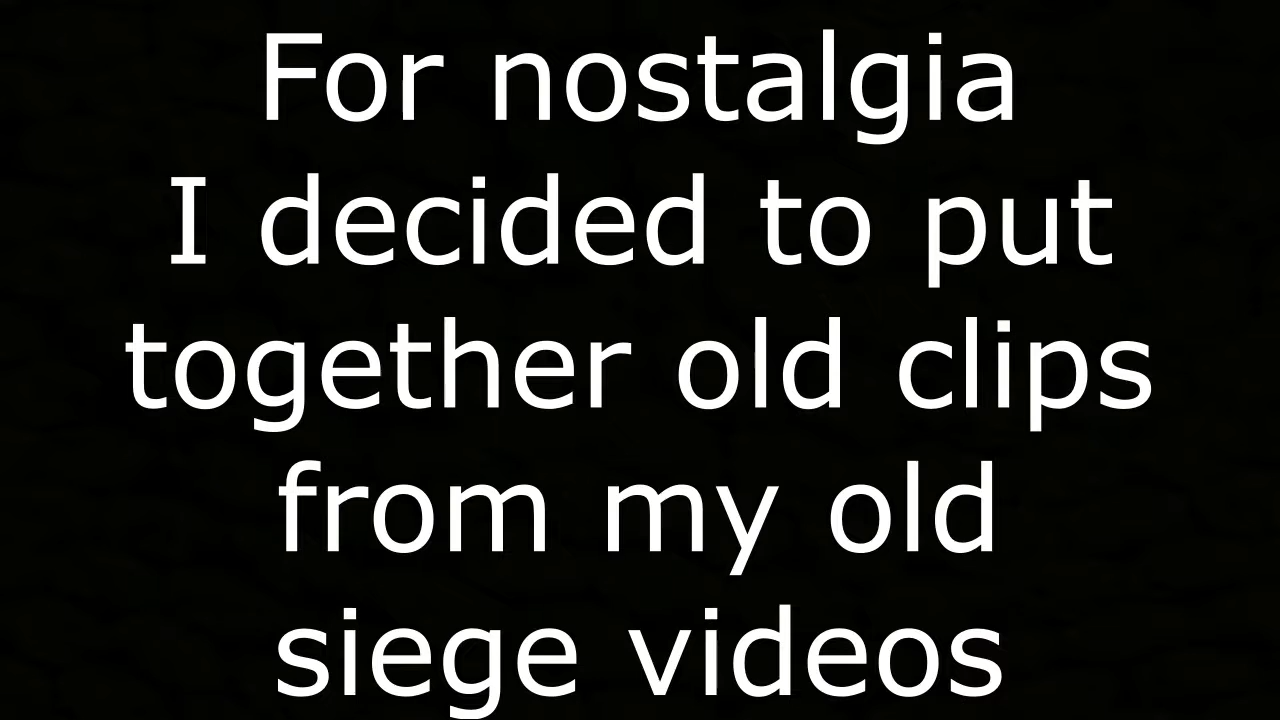 For nostalgia
I decided to put
together old clips
from my old
siege videos